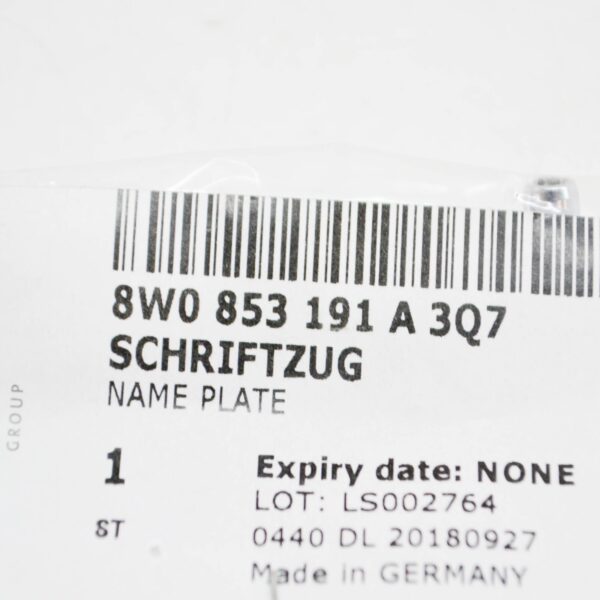 8W0 853 191 A 3Q7
SCHRIFTZUG
NAME PLATE
GROUP
1
ST
Expiry date: NONE
LOT: LS002764
0440 DL 20180927
Made in GERMANY